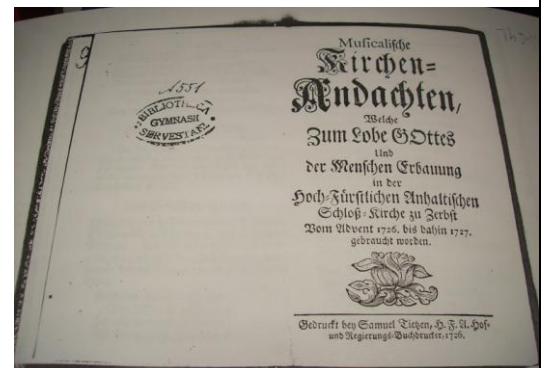 A551
BIBLIOTHECA
GYMNASII
SERVESTANI
Musicalische
Kirchen=
Andachten,
Welche
Zum Lobe GOttes
Und
der Menschen Erbauung
in der
Hoch-Fürstlichen Anhaltischen
Schloß-Kirche zu Zerbst
Vom Advent 1726. bis dahin 1727.
gebraucht worden.
Gedruckt bey Samuel Tietzen, H. F. A. Hof-
und Regierungs-Buchdrucker, 1726.